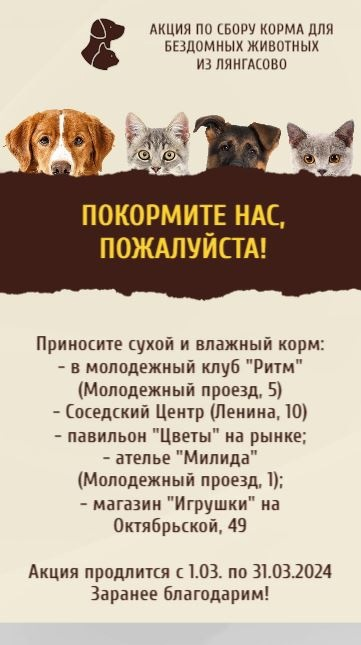 АКЦИЯ ПО СБОРУ КОРМА ДЛЯ
БЕЗДОМНЫХ ЖИВОТНЫХ
ИЗ ЛЯНГАСОВО
ПОКОРМИТЕ НАС,
ПОЖАЛУЙСТА!
Приносите сухой и влажный корм:
- в молодежный клуб "Ритм"
(Молодежный проезд, 5)
- Соседский Центр (Ленина, 10)
- павильон "Цветы" на рынке;
- ателье "Милида"
(Молодежный проезд, 1);
- магазин "Игрушки" на
Октябрьской, 49
Акция продлится с 1.03. по 31.03.2024
Заранее благодарим!